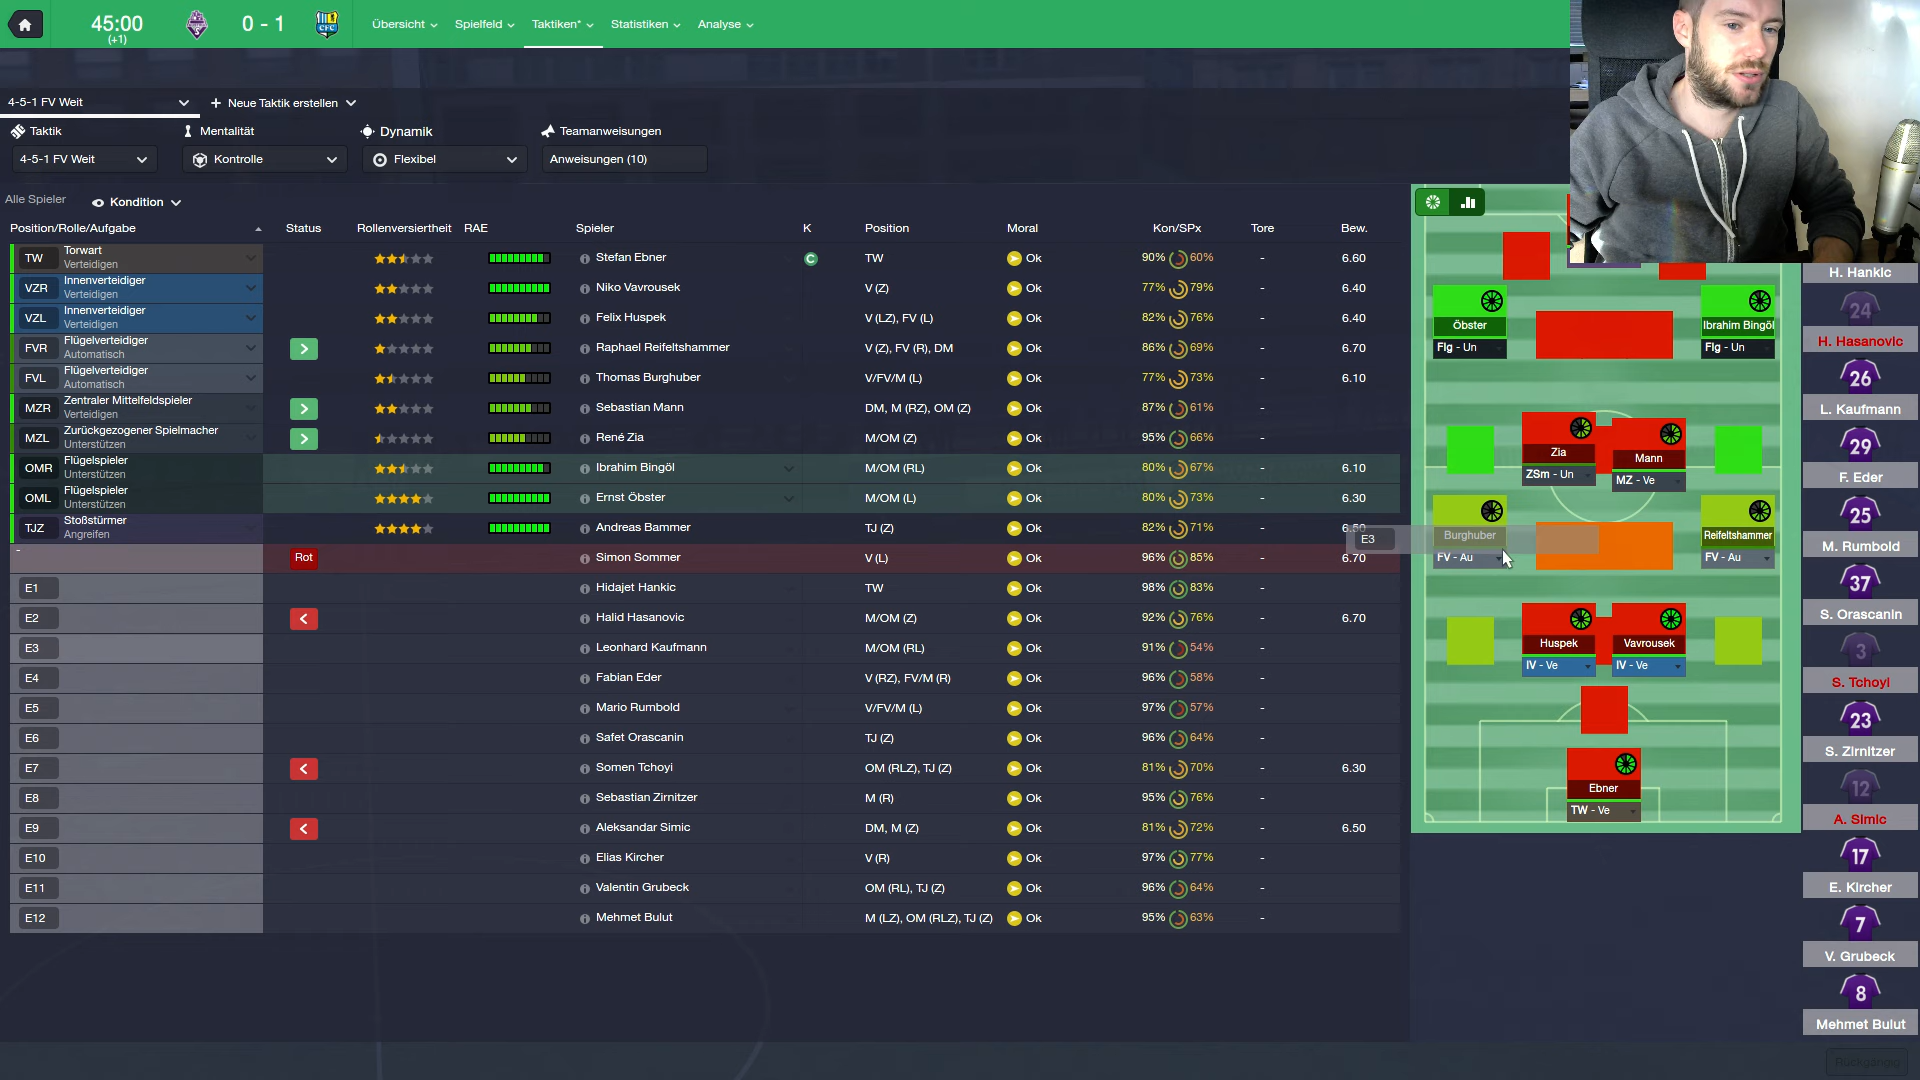 45:00
(+1)
0 - 1
CFC
Übersicht
Spielfeld
Taktiken*
Statistiken
Analyse
4-5-1 FV Weit
Neue Taktik erstellen
Taktik
Mentalität
Dynamik
Teamanweisungen
4-5-1 FV Weit
Kontrolle
Flexibel
Anweisungen (10)
Alle Spieler
Kondition
Position/Rolle/Aufgabe Status Rollenversiertheit RAE Spieler K Position Moral Kon/SPx Tore Bew.
TW Torwart Verteidigen Stefan Ebner C TW Ok 90% 60% - 6.60
VZR Innenverteidiger Verteidigen Niko Vavrousek V (Z) Ok 77% 79% - 6.40
VZL Innenverteidiger Verteidigen Felix Huspek V (LZ), FV (L) Ok 82% 76% - 6.40
FVR Flügelverteidiger Automatisch Raphael Reifeltshammer V (Z), FV (R), DM Ok 86% 69% - 6.70
FVL Flügelverteidiger Automatisch Thomas Burghuber V/FV/M (L) Ok 77% 73% - 6.10
MZR Zentraler Mittelfeldspieler Verteidigen Sebastian Mann DM, M (RZ), OM (Z) Ok 87% 61% -
MZL Zurückgezogener Spielmacher Unterstützen René Zia M/OM (Z) Ok 95% 66% -
OMR Flügelspieler Unterstützen Ibrahim Bingöl M/OM (RL) Ok 80% 67% - 6.10
OML Flügelspieler Unterstützen Ernst Öbster M/OM (L) Ok 80% 73% - 6.30
TJZ Stoßstürmer Angreifen Andreas Bammer TJ (Z) Ok 82% 71% - 6.50
- Rot Simon Sommer V (L) Ok 96% 85% - 6.70
E1 Hidajet Hankic TW Ok 98% 83% -
E2 Halid Hasanovic M/OM (Z) Ok 92% 76% - 6.70
E3 Leonhard Kaufmann M/OM (RL) Ok 91% 54% -
E4 Fabian Eder V (RZ), FV/M (R) Ok 96% 58% -
E5 Mario Rumbold V/FV/M (L) Ok 97% 57% -
E6 Safet Orascanin TJ (Z) Ok 96% 64% -
E7 Somen Tchoyi OM (RLZ), TJ (Z) Ok 81% 70% - 6.30
E8 Sebastian Zirnitzer M (R) Ok 95% 76% -
E9 Aleksandar Simic DM, M (Z) Ok 81% 72% - 6.50
E10 Elias Kircher V (R) Ok 97% 77% -
E11 Valentin Grubeck OM (RL), TJ (Z) Ok 96% 64% -
E12 Mehmet Bulut M (LZ), OM (RLZ), TJ (Z) Ok 95% 63% -
E3
Öbster
Flg - Un
Ibrahim Bingöl
Flg - Un
Zia
ZSm - Un
Mann
MZ - Ve
Burghuber
FV - Au
Reifeltshammer
FV - Au
Huspek
IV - Ve
Vavrousek
IV - Ve
Ebner
TW - Ve
H. Hankic
24
H. Hasanovic
26
L. Kaufmann
29
F. Eder
25
M. Rumbold
37
S. Orascanin
3
S. Tchoyi
23
S. Zirnitzer
12
A. Simic
17
E. Kircher
7
V. Grubeck
8
Mehmet Bulut
Rückgängig